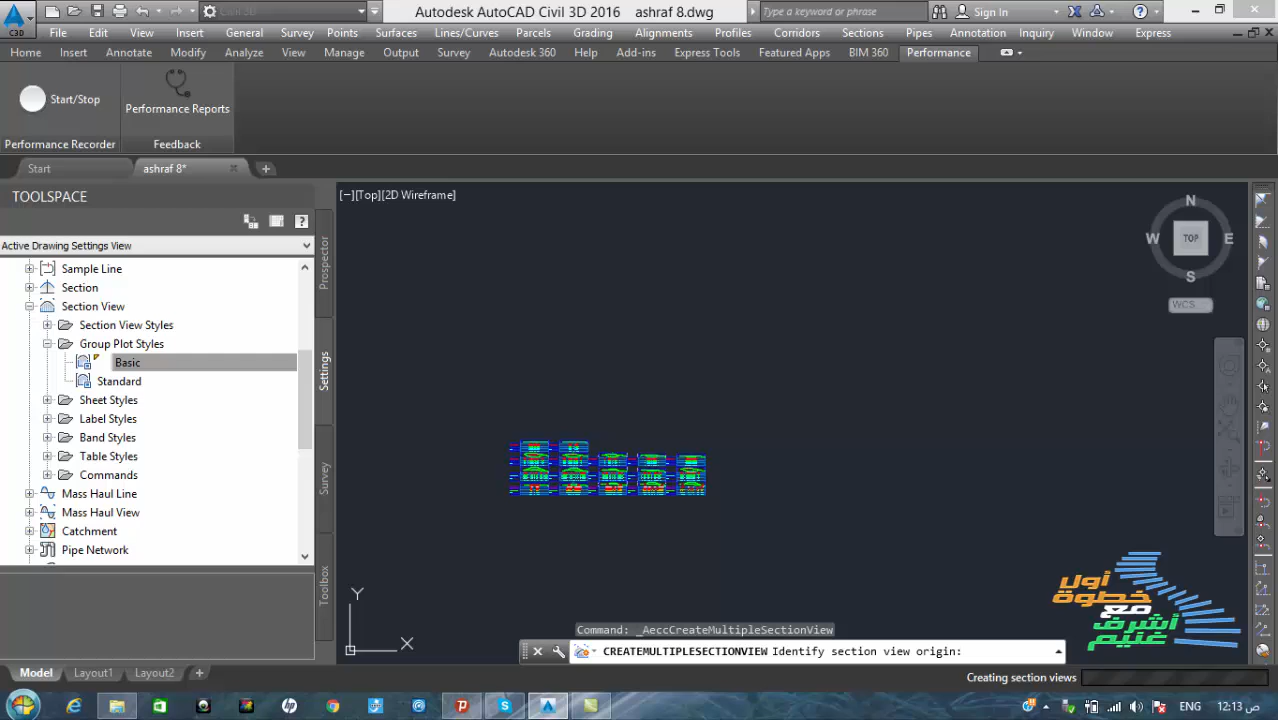 Civil 3D
Autodesk AutoCAD Civil 3D 2016 ashraf 8.dwg
Type a keyword or phrase
Sign In
C3D
File Edit View Insert General Survey Points Surfaces Lines/Curves Parcels Grading Alignments Profiles Corridors Sections Pipes Annotation Inquiry Window Express
Home Insert Annotate Modify Analyze View Manage Output Survey Autodesk 360 Help Add-ins Express Tools Featured Apps BIM 360 Performance
Start/Stop
Performance Reports
Performance Recorder
Feedback
Start
ashraf 8*
TOOLSPACE
[−][Top][2D Wireframe]
Active Drawing Settings View
Sample Line
Section
Section View
Section View Styles
Group Plot Styles
Basic
Standard
Sheet Styles
Label Styles
Band Styles
Table Styles
Commands
Mass Haul Line
Mass Haul View
Catchment
Pipe Network
Prospector
Settings
Survey
Toolbox
N
W TOP E
S
WCS
Y
X
أول
خطوة
مع
أشرف
غنيم
Command: _AeccCreateMultipleSectionView
CREATEMULTIPLESECTIONVIEW Identify section view origin:
Model Layout1 Layout2
Creating section views
ENG
12:13 ص